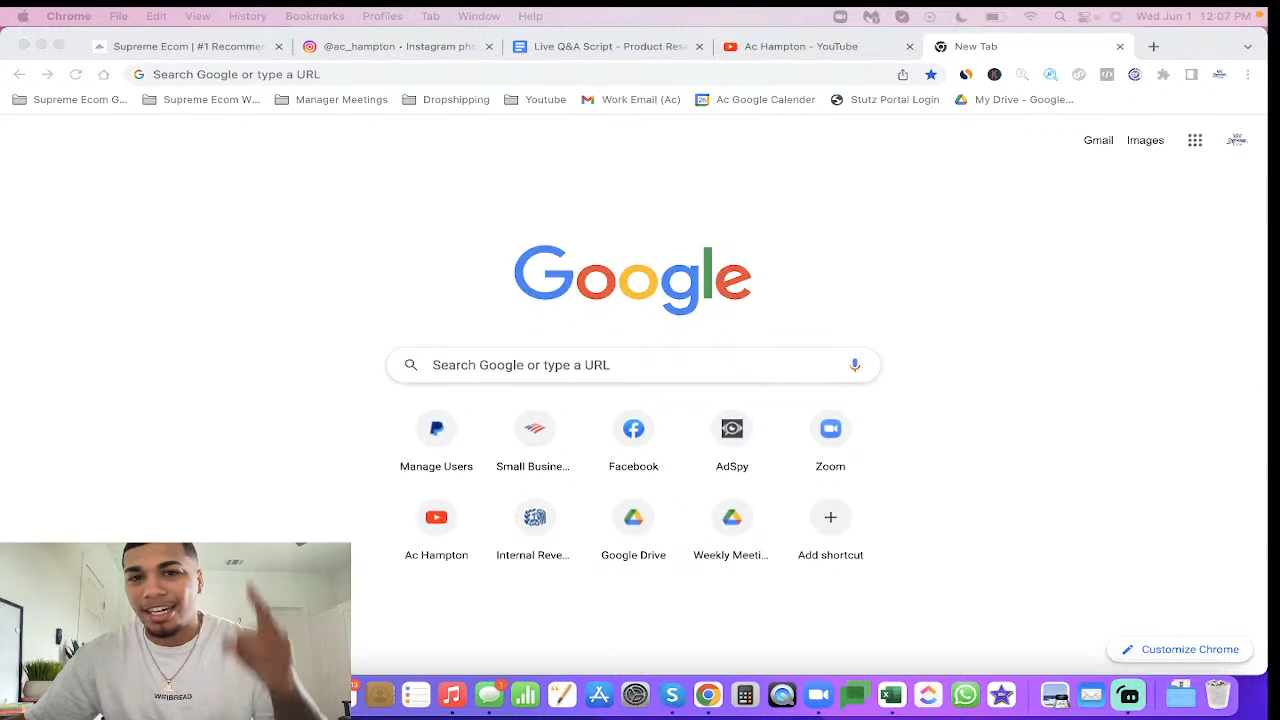 Chrome File Edit View History Bookmarks Profiles Tab Window Help Wed Jun 1 12:07 PM
Supreme Ecom | #1 Recommer @ac_hampton • Instagram pho Live Q&A Script - Product Res Ac Hampton - YouTube New Tab
Search Google or type a URL
Supreme Ecom G... Supreme Ecom W... Manager Meetings Dropshipping Youtube Work Email (Ac) Ac Google Calender Stutz Portal Login My Drive - Google...
Gmail Images
Google
Search Google or type a URL
Manage Users Small Busine... Facebook AdSpy Zoom
Ac Hampton Internal Reve... Google Drive Weekly Meeti... Add shortcut
Customize Chrome
WIFIBREAD